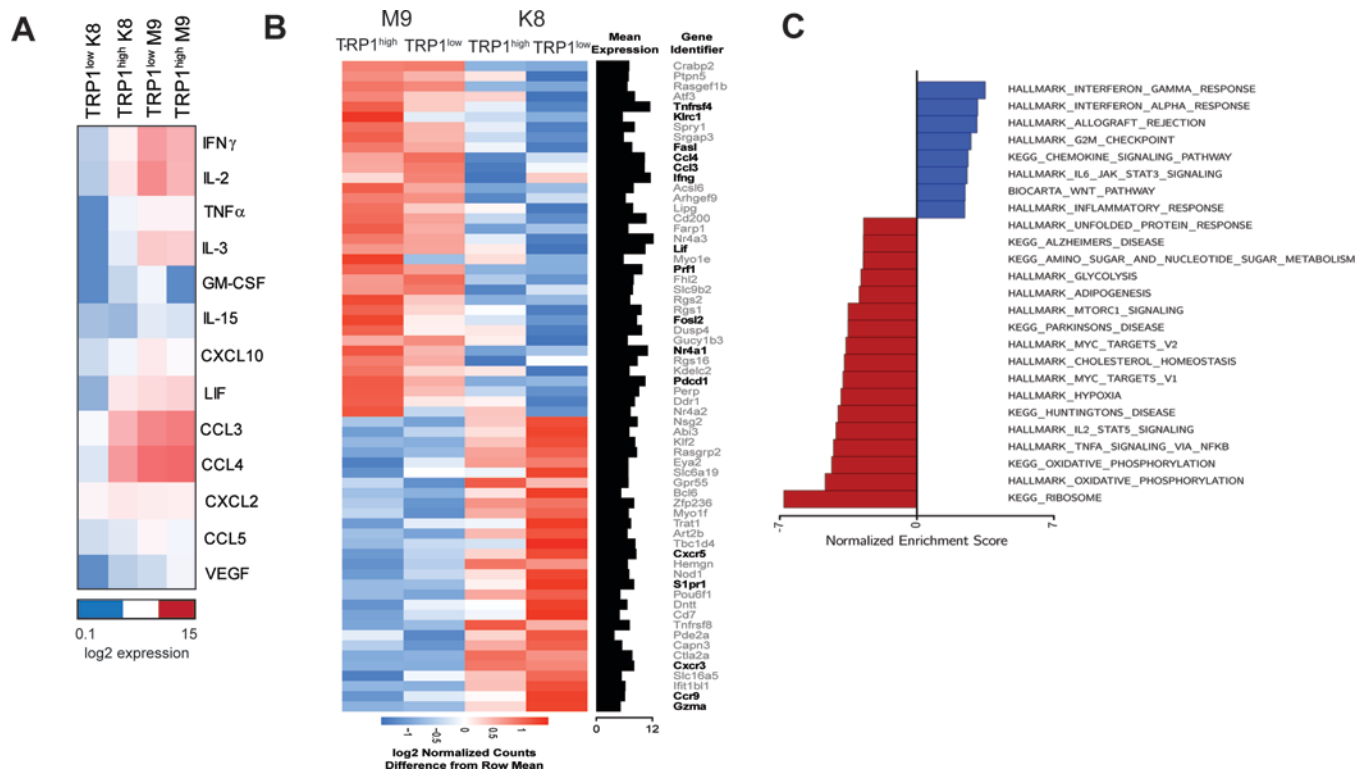 A
TRP1low K8
TRP1high K8
TRP1low M9
TRP1high M9
IFNγ
IL-2
TNFα
IL-3
GM-CSF
IL-15
CXCL10
LIF
CCL3
CCL4
CXCL2
CCL5
VEGF
0.1 15
log2 expression
B
M9 K8
T-RP1high TRP1low TRP1high TRP1low
Mean Expression
Gene Identifier
Crabp2
Ptpn5
Rasgef1b
Atf3
Tnfrsf4
Klrc1
Spry1
Srgap3
Fasl
Ccl4
Ccl3
Ifng
Acsl6
Arhgef9
Lipg
Cd200
Farp1
Nr4a3
Lif
Myo1e
Prf1
Fhl2
Slc9b2
Rgs2
Rgs1
Fosl2
Dusp4
Gucy1b3
Nr4a1
Rgs16
Kdelc2
Pdcd1
Perp
Ddr1
Nr4a2
Nsg2
Abi3
Klf2
Rasgrp2
Eya2
Slc6a19
Gpr55
Bcl6
Zfp236
Myo1f
Trat1
Art2b
Tbc1d4
Cxcr5
Hemgn
Nod1
S1pr1
Pou6f1
Dntt
Cd7
Tnfrsf8
Pde2a
Capn3
Ctla2a
Cxcr3
Slc16a5
Ifit1bl1
Ccr9
Gzma
-1 -0.5 0 0.5 1
0 12
log2 Normalized Counts
Difference from Row Mean
C
HALLMARK_INTERFERON_GAMMA_RESPONSE
HALLMARK_INTERFERON_ALPHA_RESPONSE
HALLMARK_ALLOGRAFT_REJECTION
HALLMARK_G2M_CHECKPOINT
KEGG_CHEMOKINE_SIGNALING_PATHWAY
HALLMARK_IL6_JAK_STAT3_SIGNALING
BIOCARTA_WNT_PATHWAY
HALLMARK_INFLAMMATORY_RESPONSE
HALLMARK_UNFOLDED_PROTEIN_RESPONSE
KEGG_ALZHEIMERS_DISEASE
KEGG_AMINO_SUGAR_AND_NUCLEOTIDE_SUGAR_METABOLISM
HALLMARK_GLYCOLYSIS
HALLMARK_ADIPOGENESIS
HALLMARK_MTORC1_SIGNALING
KEGG_PARKINSONS_DISEASE
HALLMARK_MYC_TARGETS_V2
HALLMARK_CHOLESTEROL_HOMEOSTASIS
HALLMARK_MYC_TARGETS_V1
HALLMARK_HYPOXIA
KEGG_HUNTINGTONS_DISEASE
HALLMARK_IL2_STAT5_SIGNALING
HALLMARK_TNFA_SIGNALING_VIA_NFKB
KEGG_OXIDATIVE_PHOSPHORYLATION
HALLMARK_OXIDATIVE_PHOSPHORYLATION
KEGG_RIBOSOME
-7 0 7
Normalized Enrichment Score